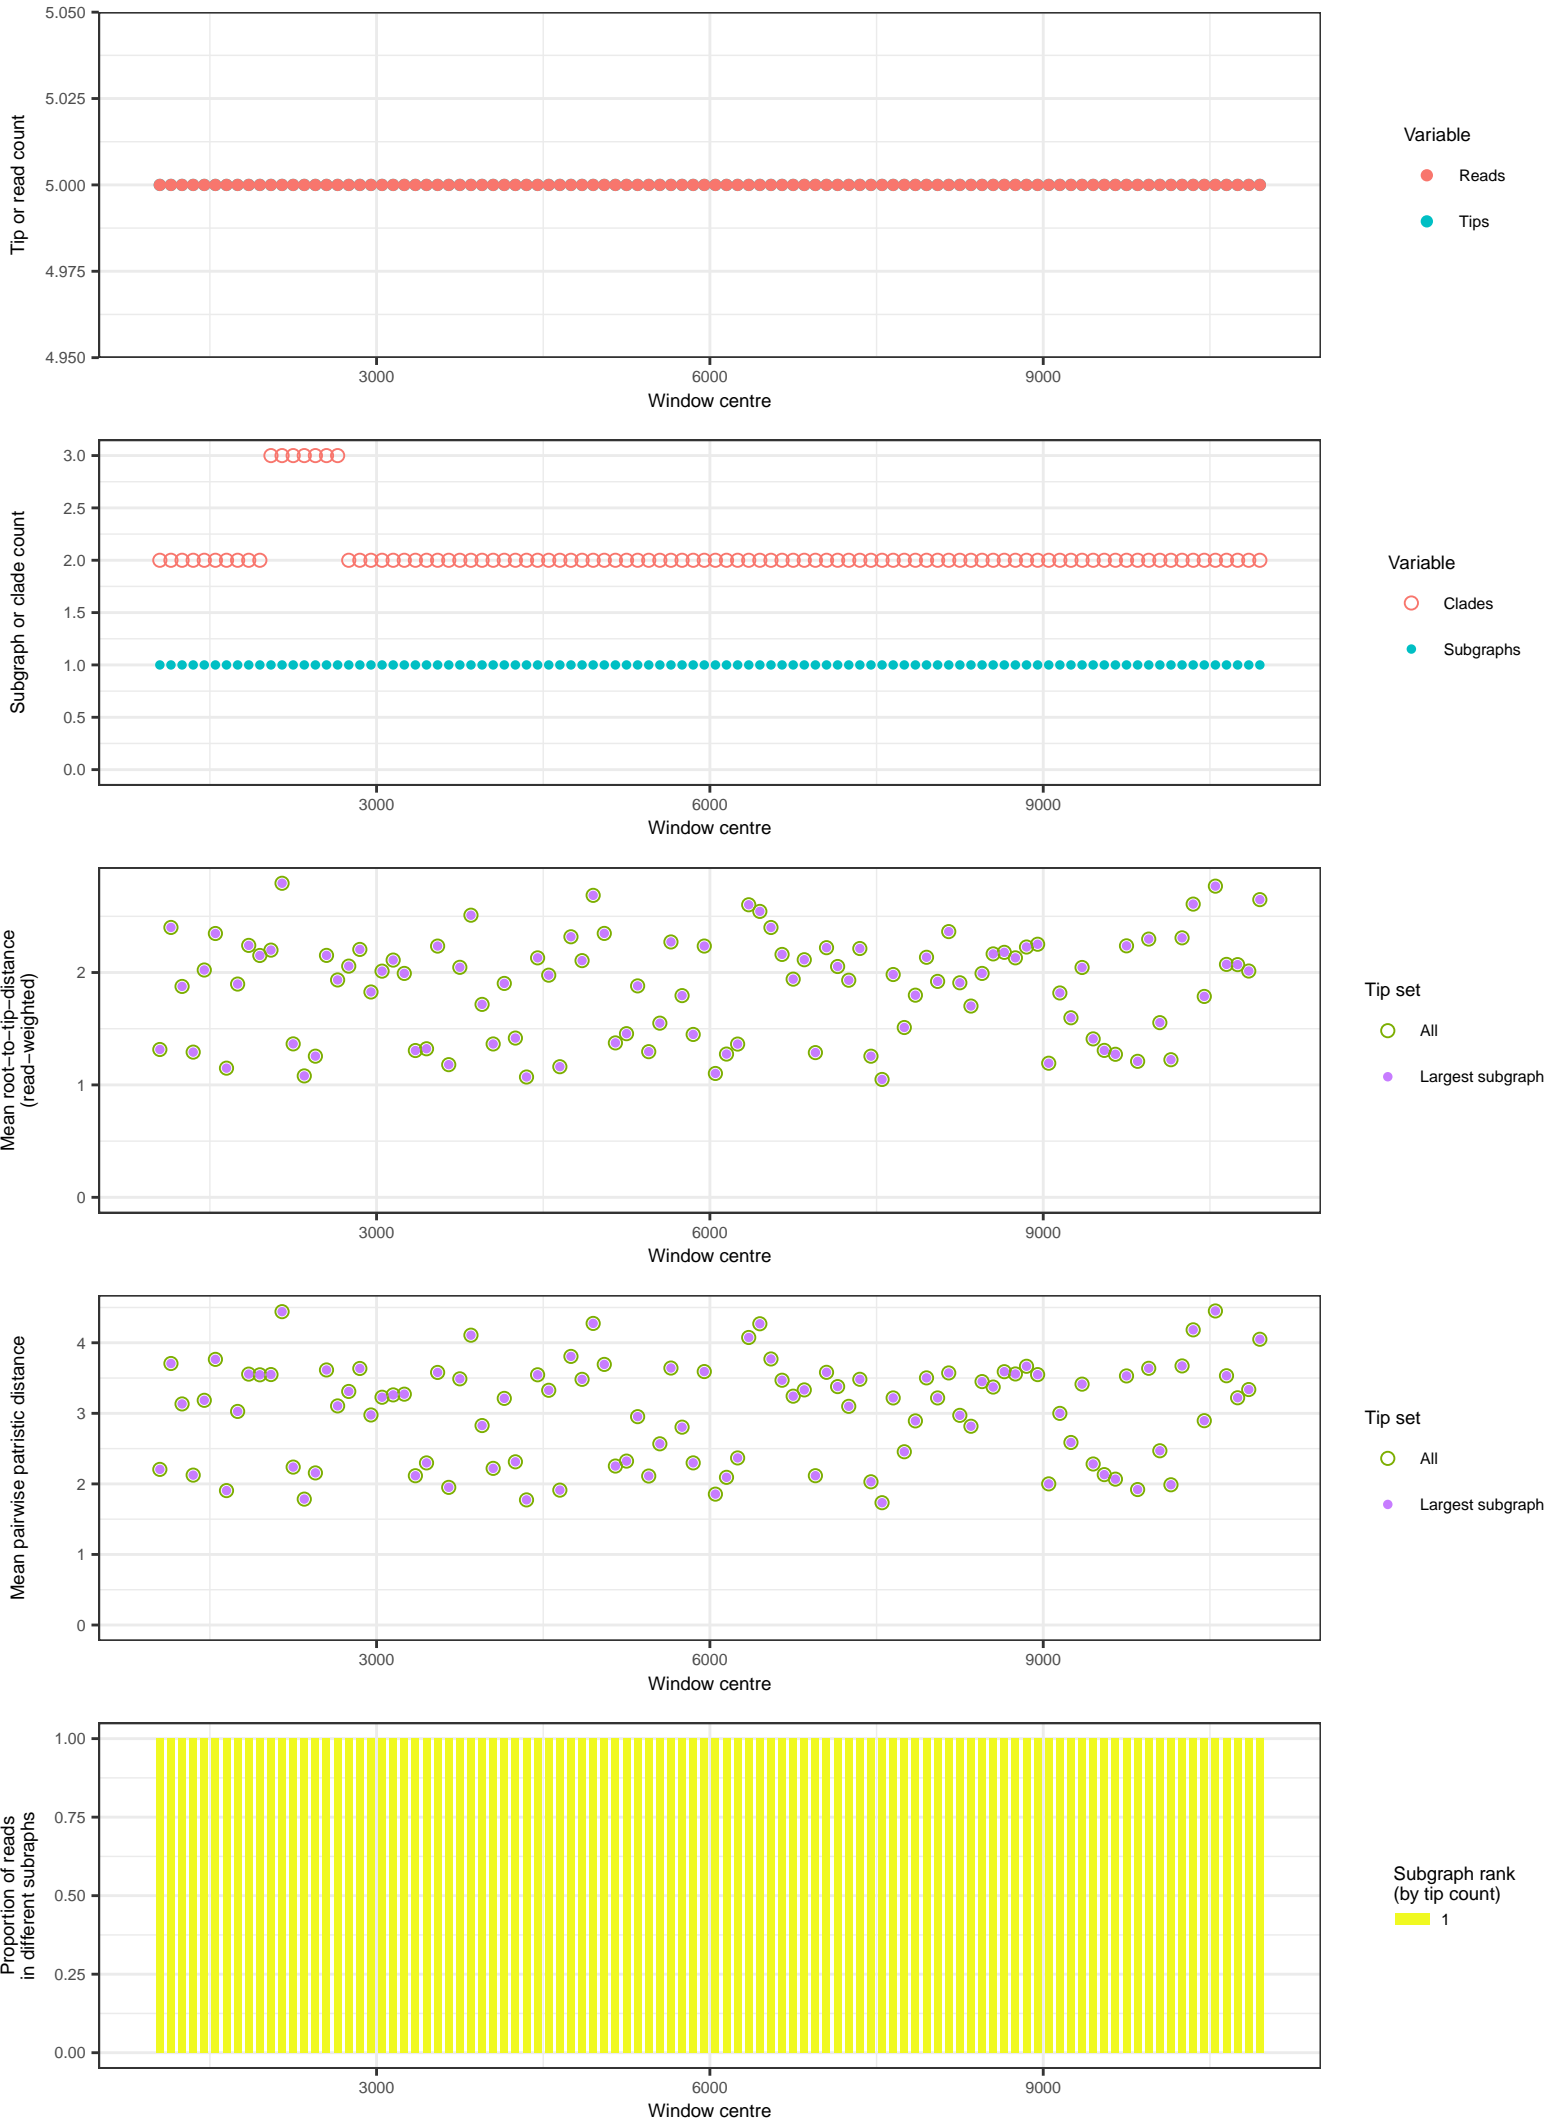 5.050
5.025
5.000
4.975
4.950
Tip or read count
3000
6000
9000
Window centre
Variable
Reads
Tips
3.0
2.5
2.0
1.5
1.0
0.5
0.0
Subgraph or clade count
3000
6000
9000
Window centre
Variable
Clades
Subgraphs
2
1
0
Mean root−to−tip−distance
(read−weighted)
3000
6000
9000
Window centre
Tip set
All
Largest subgraph
4
3
2
1
0
Mean pairwise patristic distance
3000
6000
9000
Window centre
Tip set
All
Largest subgraph
1.00
0.75
0.50
0.25
0.00
Proportion of reads
in different subraphs
3000
6000
9000
Window centre
Subgraph rank
(by tip count)
1